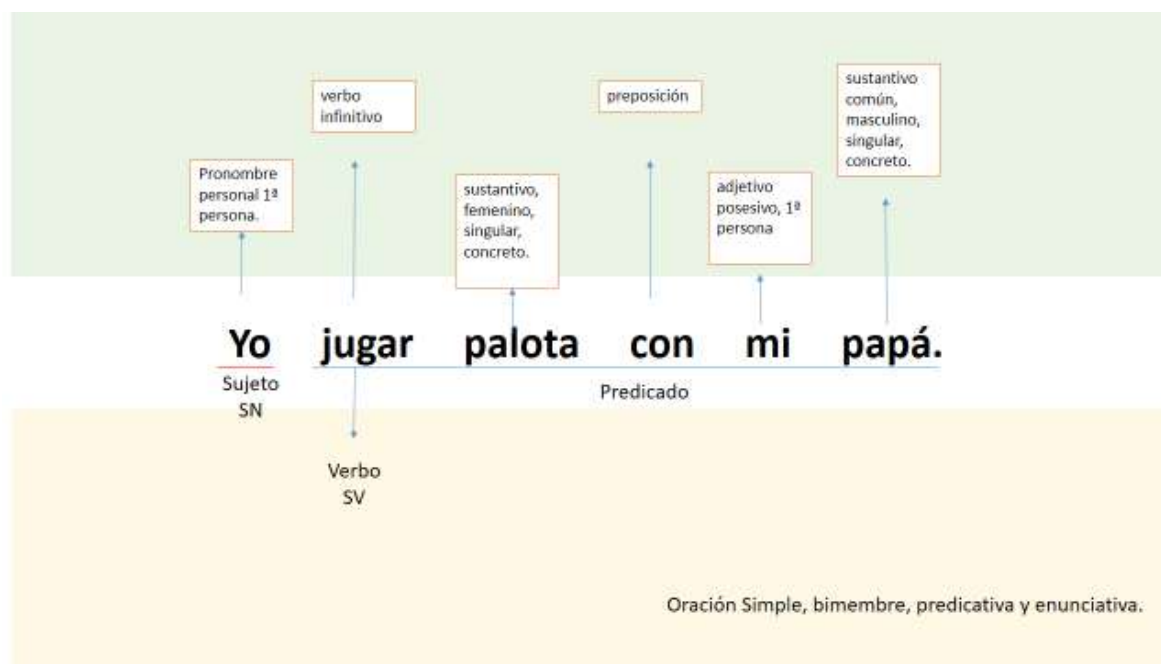 verbo
infinitivo
preposición
sustantivo
común,
masculino,
singular,
concreto.
Pronombre
personal 1ª
persona.
sustantivo,
femenino,
singular,
concreto.
adjetivo
posesivo, 1ª
persona
Yo jugar palota con mi papá.
Sujeto
SN
Predicado
Verbo
SV
Oración Simple, bimembre, predicativa y enunciativa.